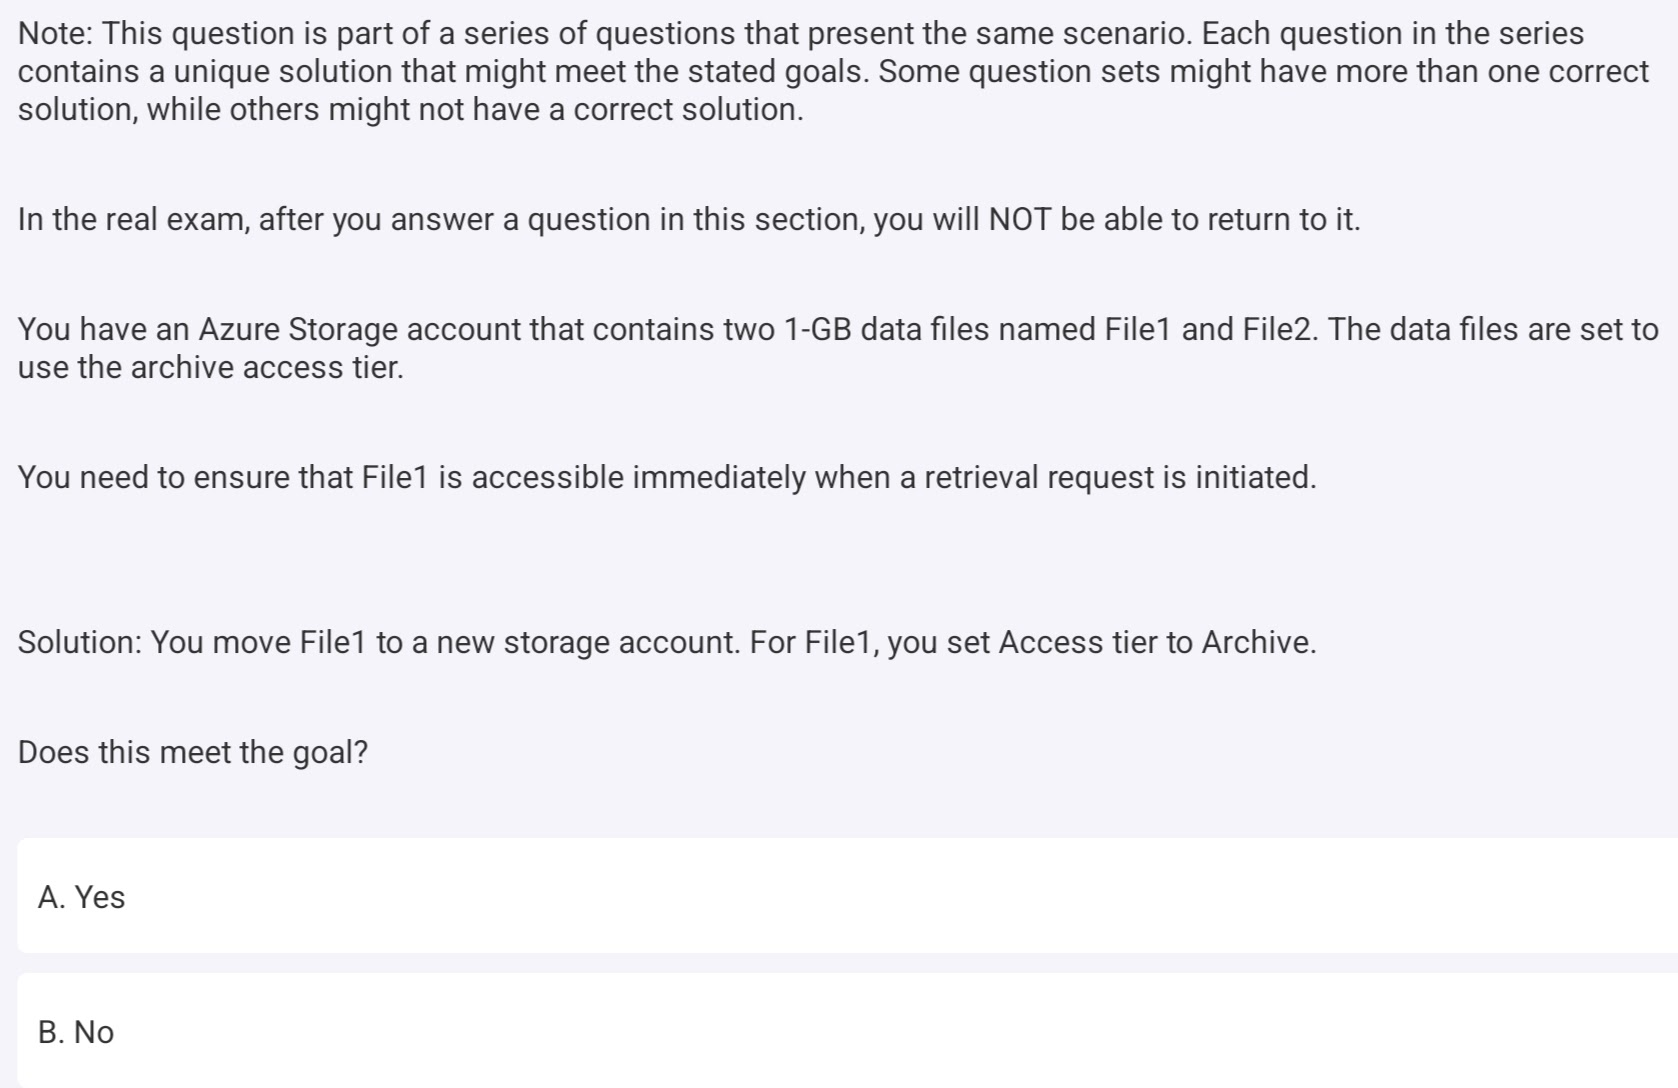 Note: This question is part of a series of questions that present the same scenario. Each question in the series
contains a unique solution that might meet the stated goals. Some question sets might have more than one correct
solution, while others might not have a correct solution.
In the real exam, after you answer a question in this section, you will NOT be able to return to it.
You have an Azure Storage account that contains two 1-GB data files named File1 and File2. The data files are set to
use the archive access tier.
You need to ensure that File1 is accessible immediately when a retrieval request is initiated.
Solution: You move File1 to a new storage account. For File1, you set Access tier to Archive.
Does this meet the goal?
A. Yes
B. No